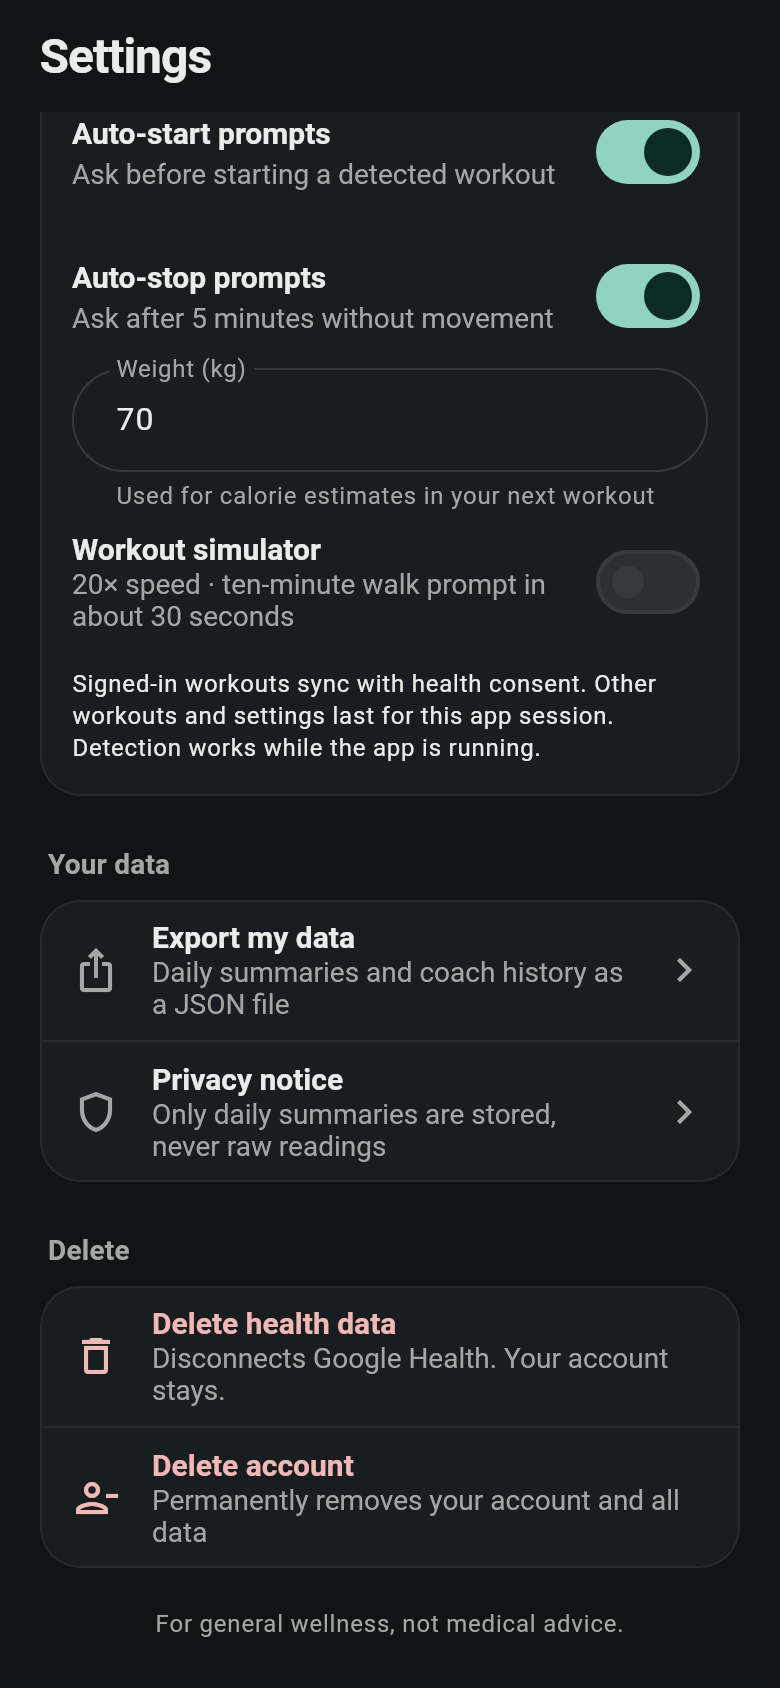 Settings
Auto-start prompts
Ask before starting a detected workout
Auto-stop prompts
Ask after 5 minutes without movement
Weight (kg)
70
Used for calorie estimates in your next workout
Workout simulator
20× speed · ten-minute walk prompt in
about 30 seconds
Signed-in workouts sync with health consent. Other
workouts and settings last for this app session.
Detection works while the app is running.
Your data
Export my data
Daily summaries and coach history as
a JSON file
Privacy notice
Only daily summaries are stored,
never raw readings
Delete
Delete health data
Disconnects Google Health. Your account
stays.
Delete account
Permanently removes your account and all
data
For general wellness, not medical advice.